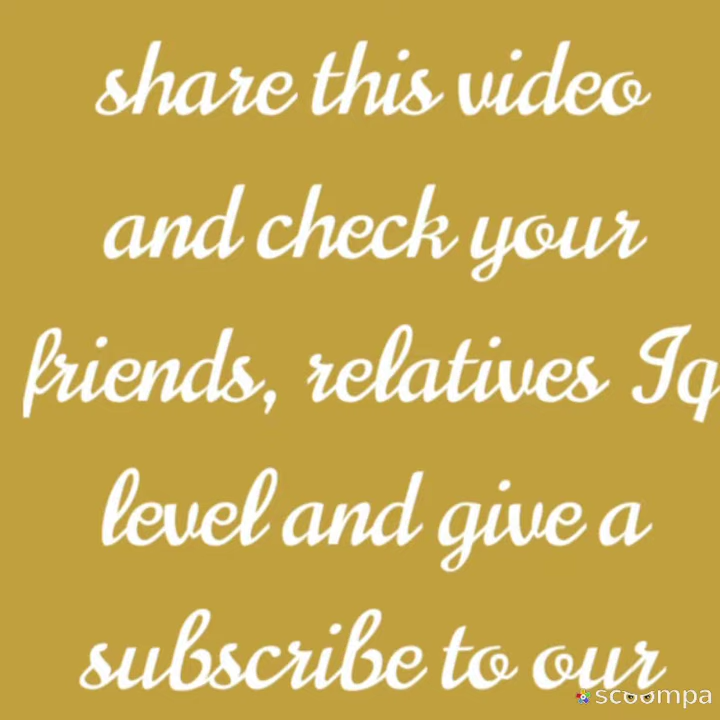 share this video
and check your
friends, relatives Iq
level and give a
subscribe to our
scoompa